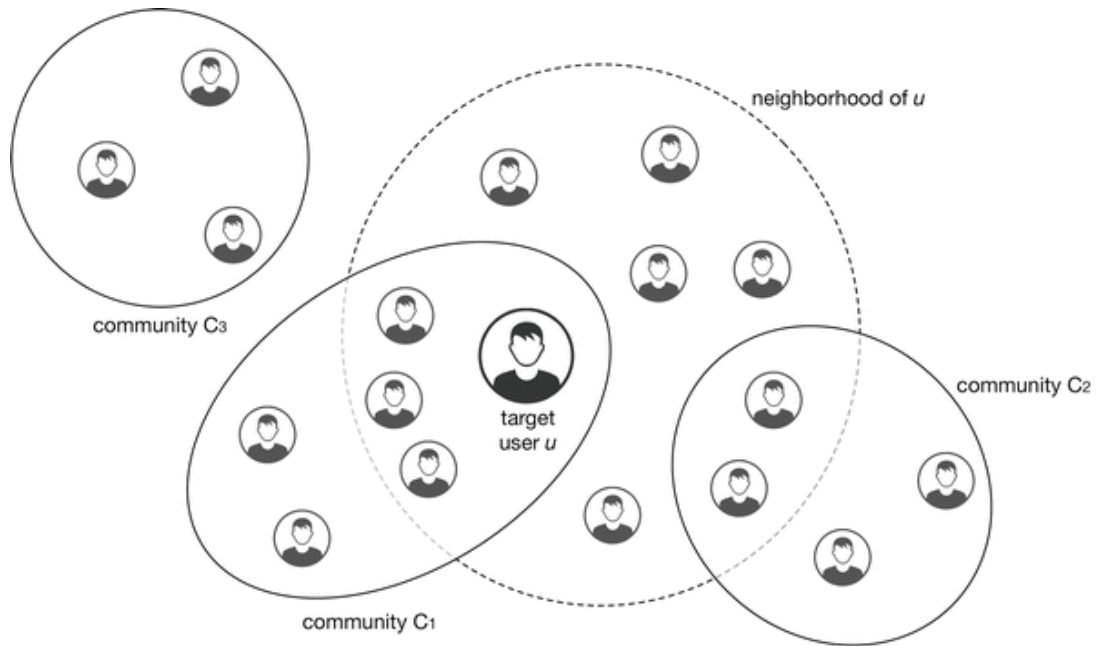 neighborhood of u
community C3
community C2
target
user u
community C1